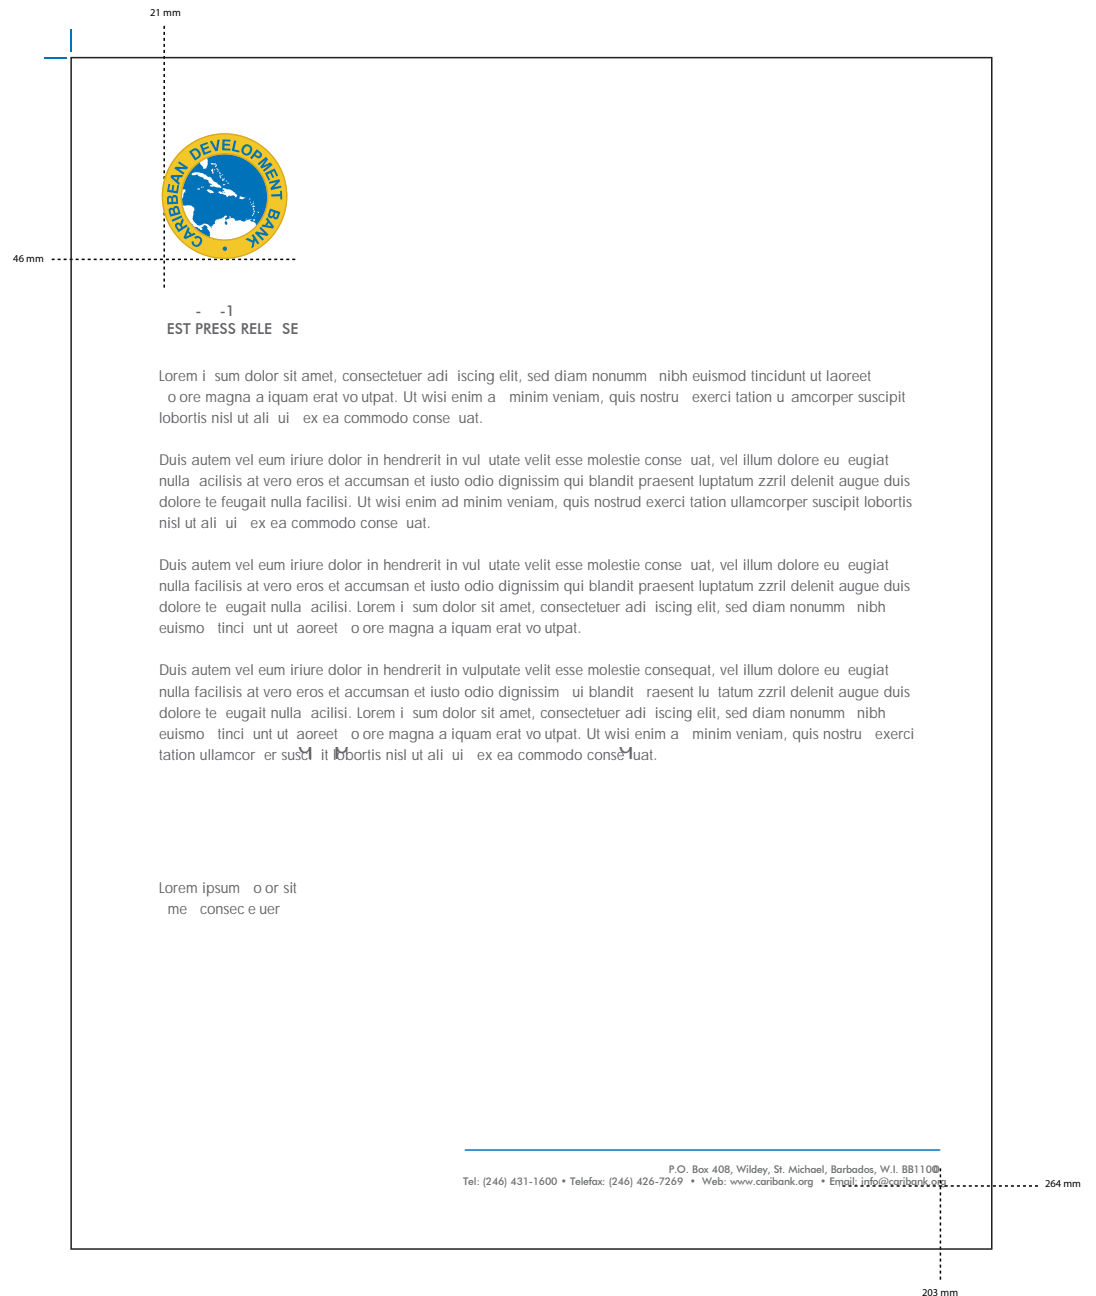 21 mm
CARIBBEAN DEVELOPMENT BANK
46 mm
- -1
EST PRESS RELE SE
Lorem i sum dolor sit amet, consectetuer adi iscing elit, sed diam nonumm nibh euismod tincidunt ut laoreet
o ore magna a iquam erat vo utpat. Ut wisi enim a minim veniam, quis nostru exerci tation u amcorper suscipit
lobortis nisl ut ali ui ex ea commodo conse uat.
Duis autem vel eum iriure dolor in hendrerit in vul utate velit esse molestie conse uat, vel illum dolore eu eugiat
nulla acilisis at vero eros et accumsan et iusto odio dignissim qui blandit praesent luptatum zzril delenit augue duis
dolore te feugait nulla facilisi. Ut wisi enim ad minim veniam, quis nostrud exerci tation ullamcorper suscipit lobortis
nisl ut ali ui ex ea commodo conse uat.
Duis autem vel eum iriure dolor in hendrerit in vul utate velit esse molestie conse uat, vel illum dolore eu eugiat
nulla facilisis at vero eros et accumsan et iusto odio dignissim qui blandit praesent luptatum zzril delenit augue duis
dolore te eugait nulla acilisi. Lorem i sum dolor sit amet, consectetuer adi iscing elit, sed diam nonumm nibh
euismo tinci unt ut aoreet o ore magna a iquam erat vo utpat.
Duis autem vel eum iriure dolor in hendrerit in vulputate velit esse molestie consequat, vel illum dolore eu eugiat
nulla facilisis at vero eros et accumsan et iusto odio dignissim ui blandit raesent lu tatum zzril delenit augue duis
dolore te eugait nulla acilisi. Lorem i sum dolor sit amet, consectetuer adi iscing elit, sed diam nonumm nibh
euismo tinci unt ut aoreet o ore magna a iquam erat vo utpat. Ut wisi enim a minim veniam, quis nostru exerci
tation ullamcor er susci it lobortis nisl ut ali ui ex ea commodo conse uat.
Lorem ipsum o or sit
me consec e uer
P.O. Box 408, Wildey, St. Michael, Barbados, W.I. BB11000
Tel: (246) 431-1600 • Telefax: (246) 426-7269 • Web: www.caribank.org • Email: info@caribank.org
264 mm
203 mm